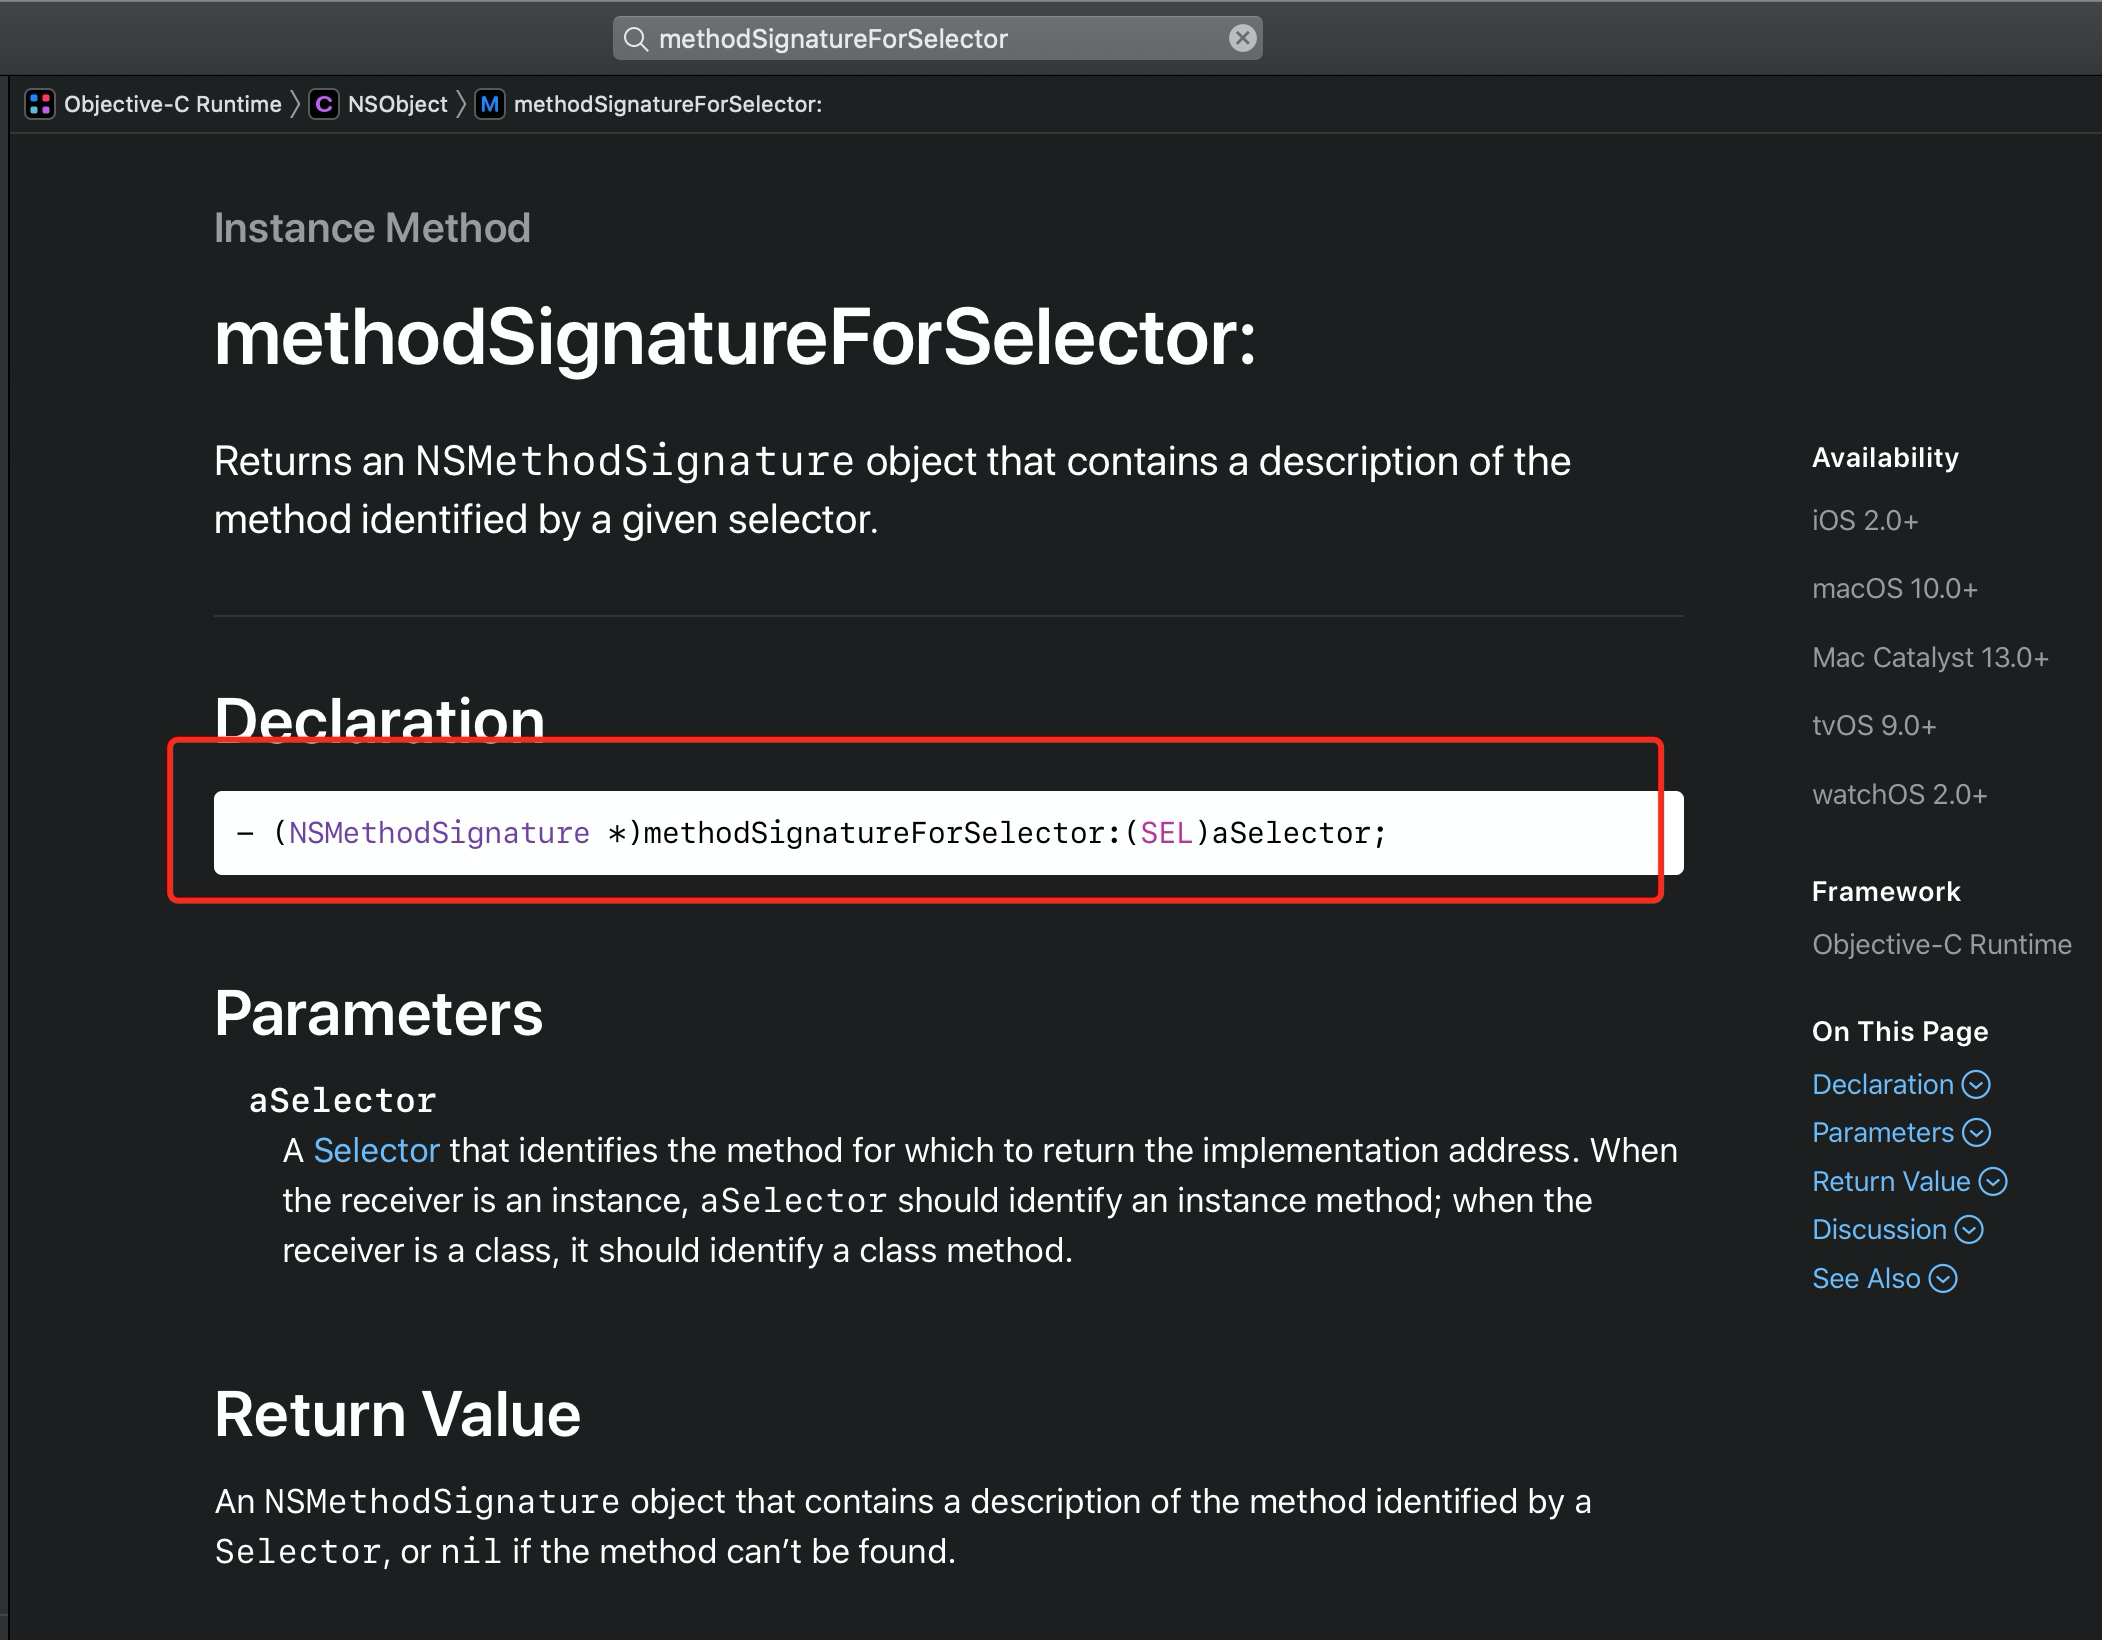 methodSignatureForSelector
Objective-C Runtime
C
NSObject
M
methodSignatureForSelector:
Instance Method
methodSignatureForSelector:
Returns an NSMethodSignature object that contains a description of the
method identified by a given selector.
Declaration
- (NSMethodSignature *)methodSignatureForSelector:(SEL)aSelector;
Parameters
aSelector
A Selector that identifies the method for which to return the implementation address. When
the receiver is an instance, aSelector should identify an instance method; when the
receiver is a class, it should identify a class method.
Return Value
An NSMethodSignature object that contains a description of the method identified by a
Selector, or nil if the method can’t be found.
Availability
iOS 2.0+
macOS 10.0+
Mac Catalyst 13.0+
tvOS 9.0+
watchOS 2.0+
Framework
Objective-C Runtime
On This Page
Declaration
Parameters
Return Value
Discussion
See Also